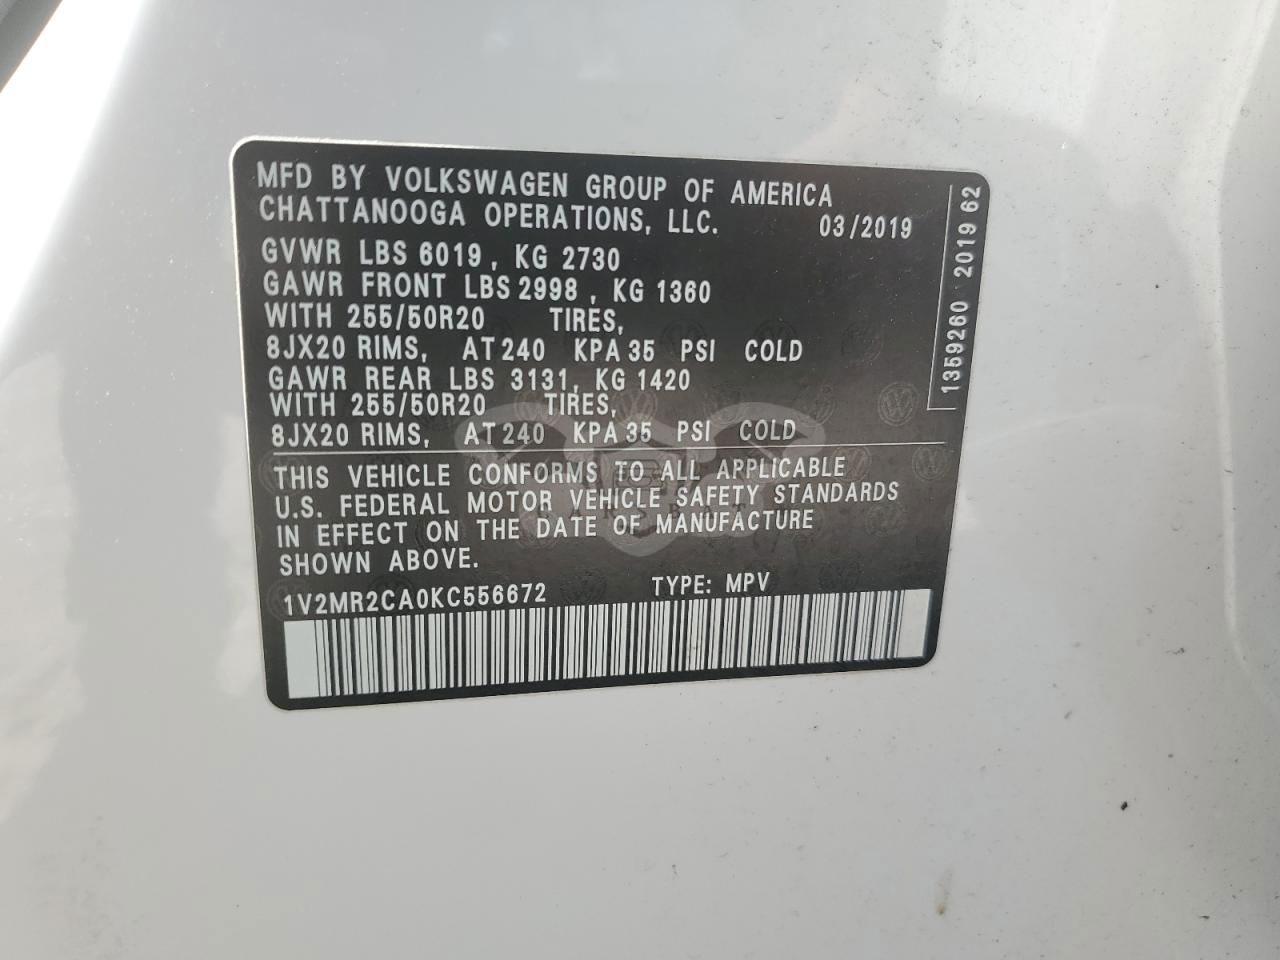 MFD BY VOLKSWAGEN GROUP OF AMERICA
CHATTANOOGA OPERATIONS, LLC. 03/2019
GVWR LBS 6019, KG 2730
GAWR FRONT LBS 2998, KG 1360
WITH 255/50R20 TIRES,
8JX20 RIMS, AT 240 KPA 35 PSI COLD
GAWR REAR LBS 3131, KG 1420
WITH 255/50R20 TIRES,
8JX20 RIMS, AT 240 KPA 35 PSI COLD
THIS VEHICLE CONFORMS TO ALL APPLICABLE
U.S. FEDERAL MOTOR VEHICLE SAFETY STANDARDS
IN EFFECT ON THE DATE OF MANUFACTURE
SHOWN ABOVE.
1V2MR2CA0KC556672 TYPE: MPV
1359260 2019 62